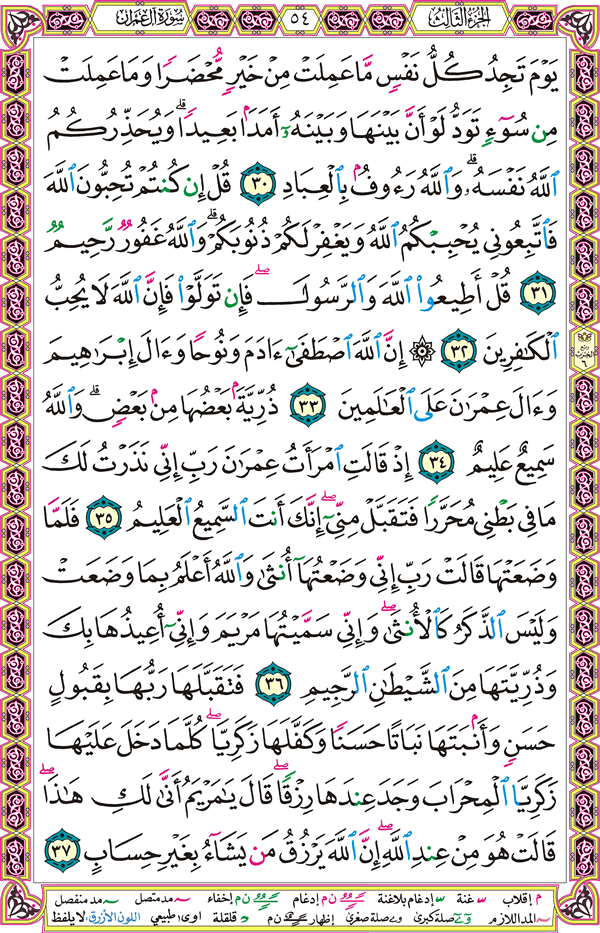 الجزء الثالث ٥٤ سورة آل عمران
يَوْمَ تَجِدُ كُلُّ نَفْسٍ مَّا عَمِلَتْ مِنْ خَيْرٍ مُّحْضَرًا وَمَا عَمِلَتْ
مِن سُوٓءٍ تَوَدُّ لَوْ أَنَّ بَيْنَهَا وَبَيْنَهُۥٓ أَمَدًۢا بَعِيدًا ۗ وَيُحَذِّرُكُمُ
ٱللَّهُ نَفْسَهُۥ ۗ وَٱللَّهُ رَءُوفٌۢ بِٱلْعِبَادِ ٣٠ قُلْ إِن كُنتُمْ تُحِبُّونَ ٱللَّهَ
فَٱتَّبِعُونِى يُحْبِبْكُمُ ٱللَّهُ وَيَغْفِرْ لَكُمْ ذُنُوبَكُمْ ۗ وَٱللَّهُ غَفُورٌ رَّحِيمٌ
٣١ قُلْ أَطِيعُوا۟ ٱللَّهَ وَٱلرَّسُولَ ۖ فَإِن تَوَلَّوْا۟ فَإِنَّ ٱللَّهَ لَا يُحِبُّ
ٱلْكَـٰفِرِينَ ٣٢ ۞ إِنَّ ٱللَّهَ ٱصْطَفَىٰٓ ءَادَمَ وَنُوحًا وَءَالَ إِبْرَٰهِيمَ
وَءَالَ عِمْرَٰنَ عَلَى ٱلْعَـٰلَمِينَ ٣٣ ذُرِّيَّةًۢ بَعْضُهَا مِنۢ بَعْضٍ ۗ وَٱللَّهُ
سَمِيعٌ عَلِيمٌ ٣٤ إِذْ قَالَتِ ٱمْرَأَتُ عِمْرَٰنَ رَبِّ إِنِّى نَذَرْتُ لَكَ
مَا فِى بَطْنِى مُحَرَّرًا فَتَقَبَّلْ مِنِّىٓ ۖ إِنَّكَ أَنتَ ٱلسَّمِيعُ ٱلْعَلِيمُ ٣٥ فَلَمَّا
وَضَعَتْهَا قَالَتْ رَبِّ إِنِّى وَضَعْتُهَآ أُنثَىٰ وَٱللَّهُ أَعْلَمُ بِمَا وَضَعَتْ
وَلَيْسَ ٱلذَّكَرُ كَٱلْأُنثَىٰ ۖ وَإِنِّى سَمَّيْتُهَا مَرْيَمَ وَإِنِّىٓ أُعِيذُهَا بِكَ
وَذُرِّيَّتَهَا مِنَ ٱلشَّيْطَـٰنِ ٱلرَّجِيمِ ٣٦ فَتَقَبَّلَهَا رَبُّهَا بِقَبُولٍ
حَسَنٍ وَأَنۢبَتَهَا نَبَاتًا حَسَنًا وَكَفَّلَهَا زَكَرِيَّا ۖ كُلَّمَا دَخَلَ عَلَيْهَا
زَكَرِيَّا ٱلْمِحْرَابَ وَجَدَ عِندَهَا رِزْقًا ۖ قَالَ يَـٰمَرْيَمُ أَنَّىٰ لَكِ هَـٰذَا ۖ
قَالَتْ هُوَ مِنْ عِندِ ٱللَّهِ ۖ إِنَّ ٱللَّهَ يَرْزُقُ مَن يَشَآءُ بِغَيْرِ حِسَابٍ ٣٧
م إقلاب غنة إدغام بلاغنة ن م إدغام ن م إخفاء مد متصل مد منفصل
المد اللازم صلة كبرى صلة صغرى إظهار ن م قلقلة اوى: طبيعي اللون الأزرق: لا يلفظ